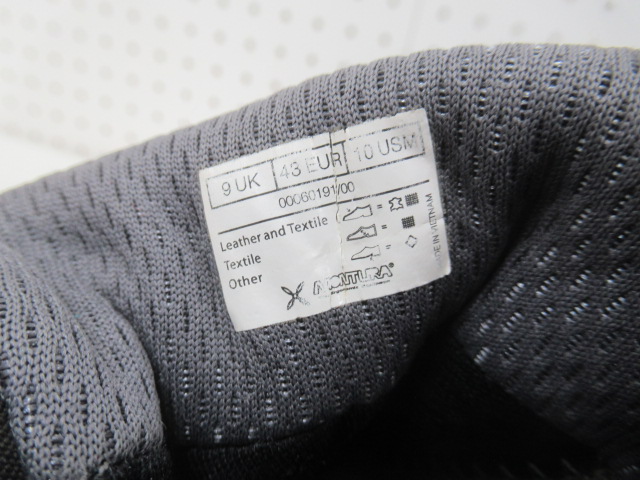 9 UK 43 EUR 10 USM
00060191/00
Leather and Textile
Textile
Other
MONTURA®
MADE IN VIETNAM